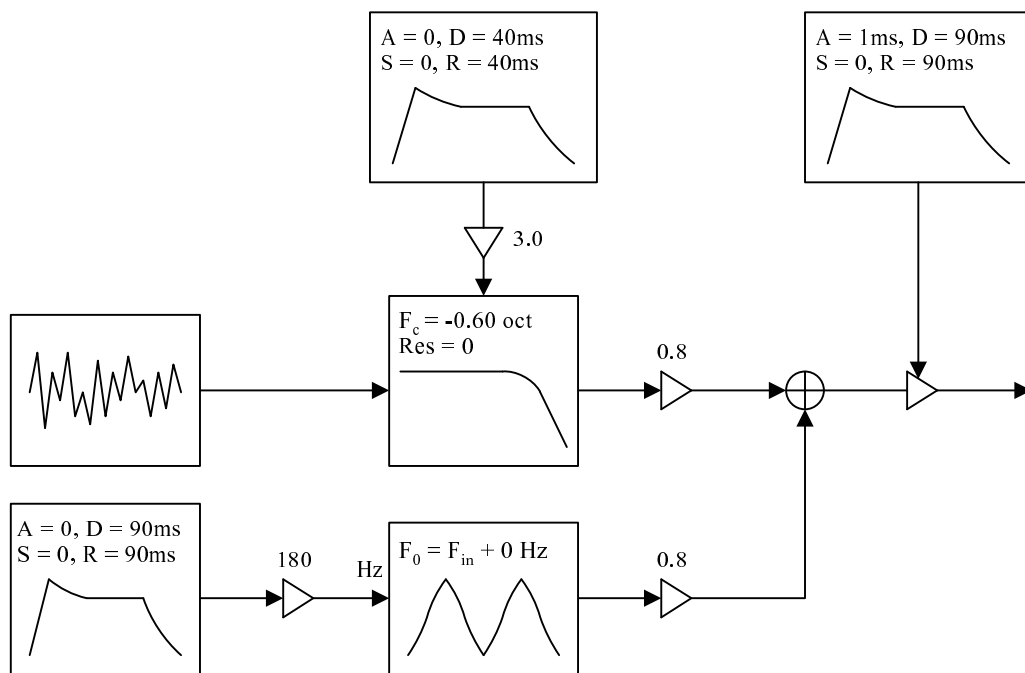 A = 0, D = 40ms
S = 0, R = 40ms
A = 1ms, D = 90ms
S = 0, R = 90ms
3.0
F_c = -0.60 oct
Res = 0
0.8
A = 0, D = 90ms
S = 0, R = 90ms
180
Hz
F_0 = F_in + 0 Hz
0.8